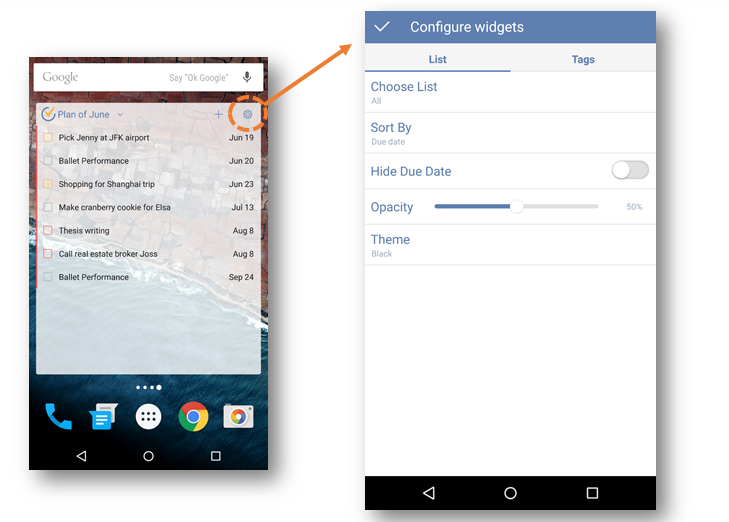 Google
Say "Ok Google"
Plan of June
Pick Jenny at JFK airport Jun 19
Ballet Performance Jun 20
Shopping for Shanghai trip Jun 23
Make cranberry cookie for Elsa Jul 13
Thesis writing Aug 8
Call real estate broker Joss Aug 8
Ballet Performance Sep 24
Configure widgets
List Tags
Choose List
All
Sort By
Due date
Hide Due Date
Opacity 50%
Theme
Black